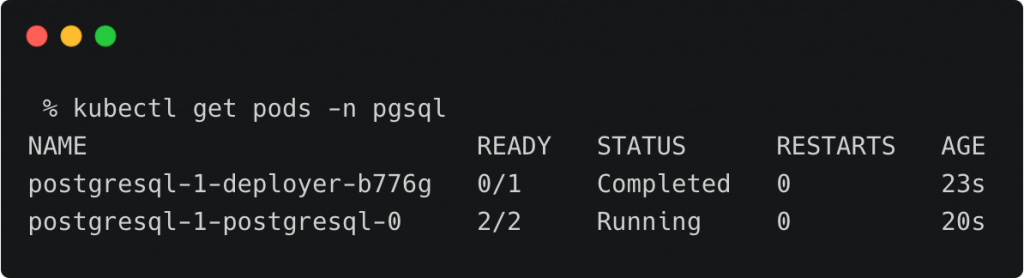 % kubectl get pods -n pgsql
NAME READY STATUS RESTARTS AGE
postgresql-1-deployer-b776g 0/1 Completed 0 23s
postgresql-1-postgresql-0 2/2 Running 0 20s